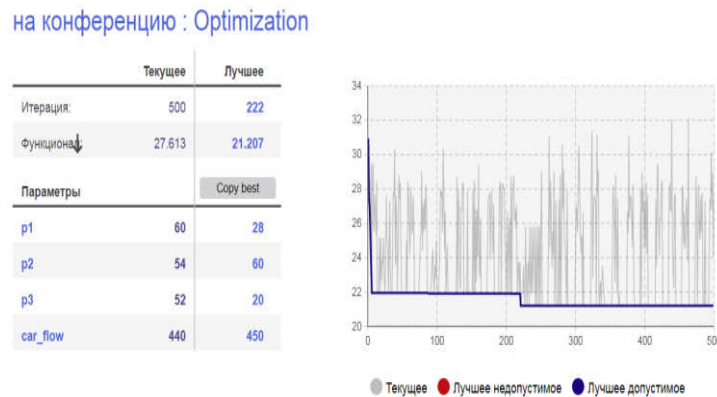 на конференцию : Optimization
Текущее Лучшее
Итерация: 500 222
Функционал: 27.613 21.207
Параметры Copy best
p1 60 28
p2 54 60
p3 52 20
car_flow 440 450
34
32
30
28
26
24
22
20
0 100 200 300 400 500
Текущее Лучшее недопустимое Лучшее допустимое